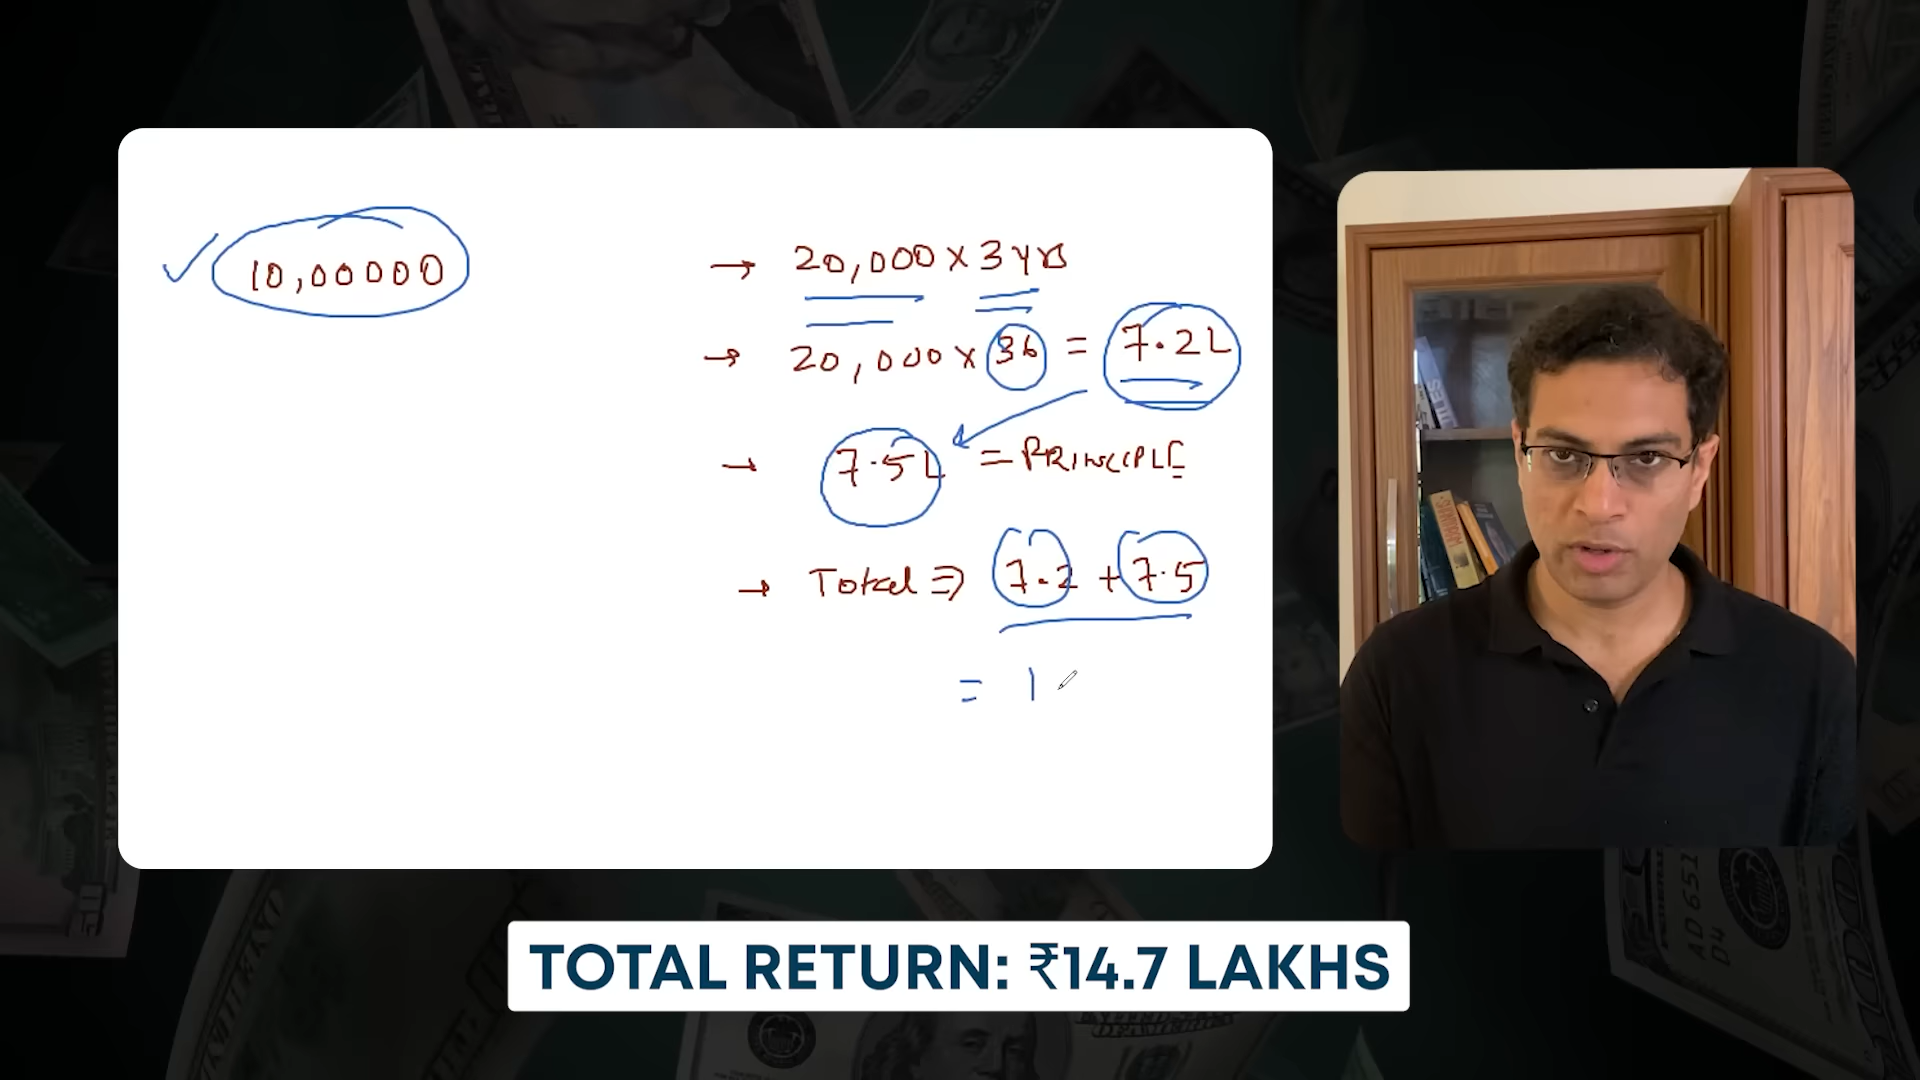 10,00000
→ 20,000 x 3 yrs
→ 20,000 x 36 = 7.2L
→ 7.5L = PRINCIPLE
→ Total ⇒ 7.2 + 7.5
= 1
TOTAL RETURN: ₹14.7 LAKHS